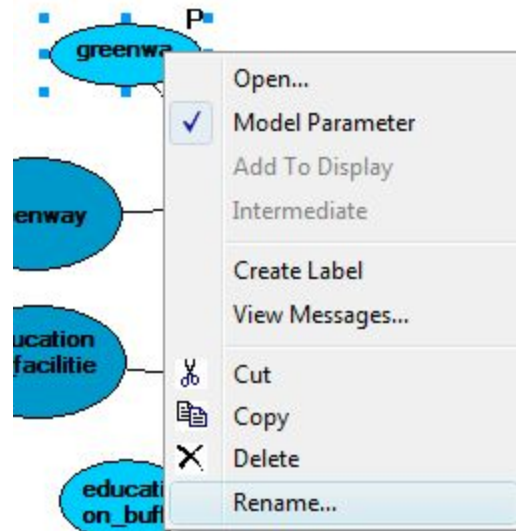 P
greenwa
Open...
Model Parameter
Add To Display
Intermediate
enway
Create Label
View Messages...
ucation
facilitie
Cut
Copy
Delete
Rename...
educati
on_buff